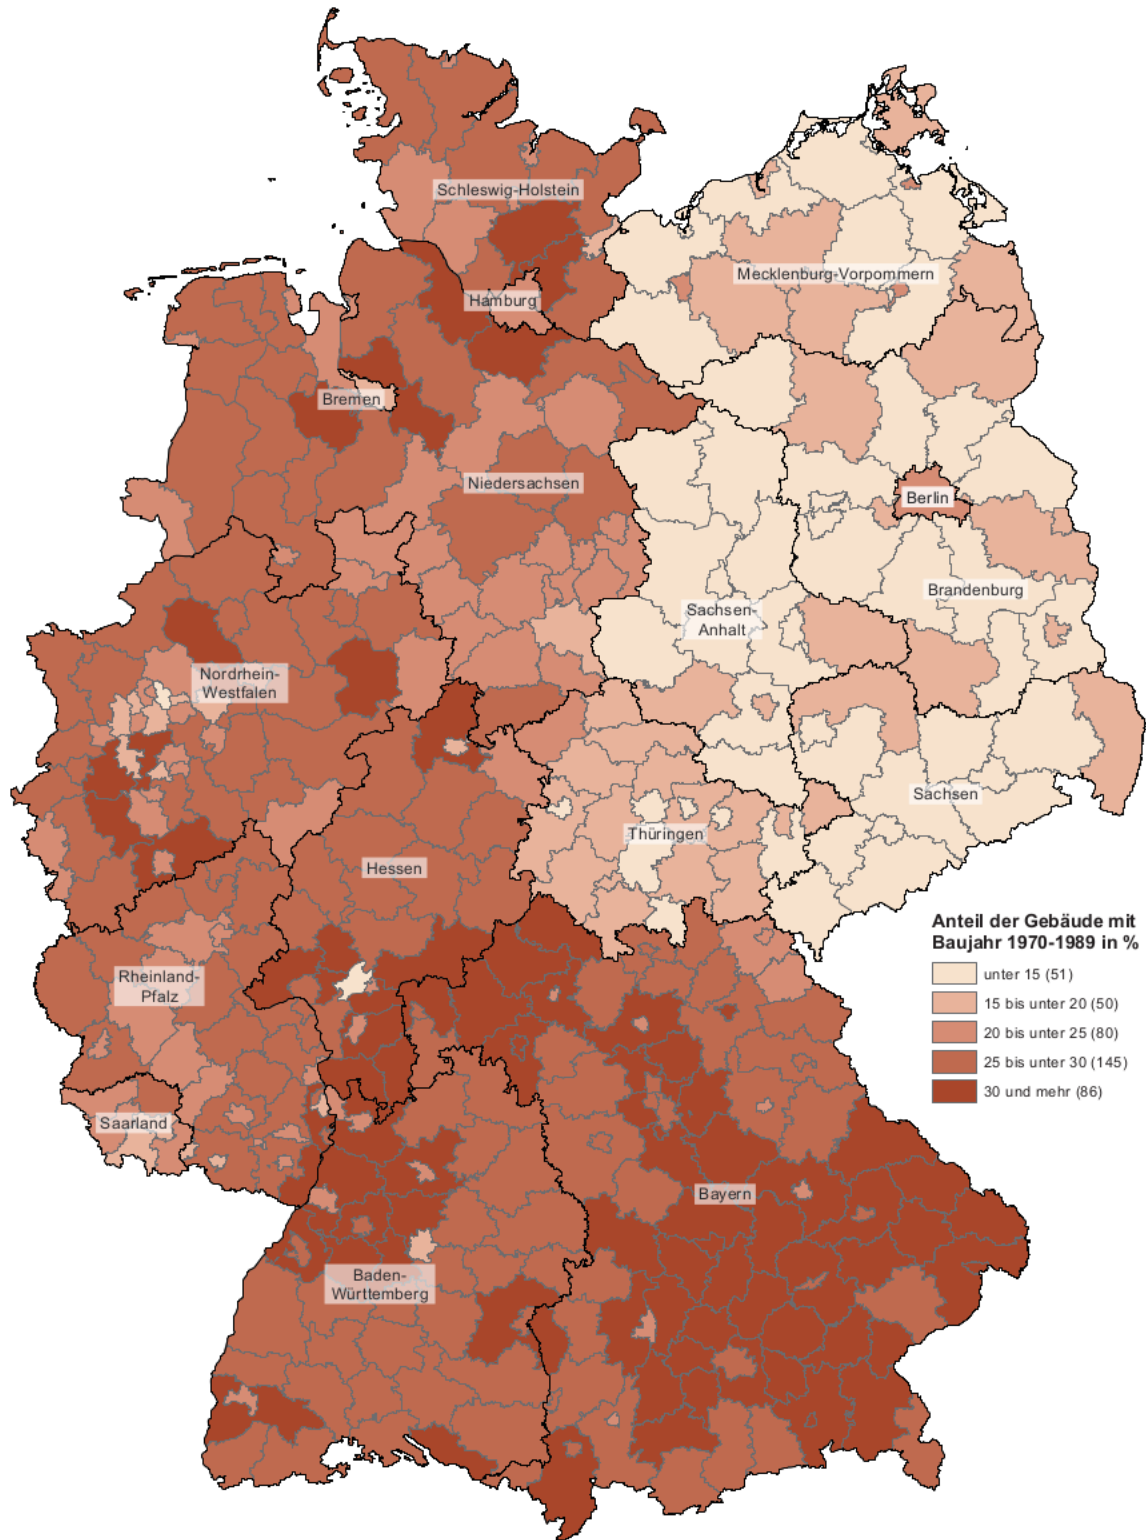 Schleswig-Holstein
Mecklenburg-Vorpommern
Hamburg
Bremen
Niedersachsen
Berlin
Brandenburg
Sachsen-
Anhalt
Nordrhein-
Westfalen
Sachsen
Thüringen
Hessen
Anteil der Gebäude mit
Baujahr 1970-1989 in %
unter 15 (51)
15 bis unter 20 (50)
20 bis unter 25 (80)
25 bis unter 30 (145)
30 und mehr (86)
Rheinland-
Pfalz
Saarland
Bayern
Baden-
Württemberg